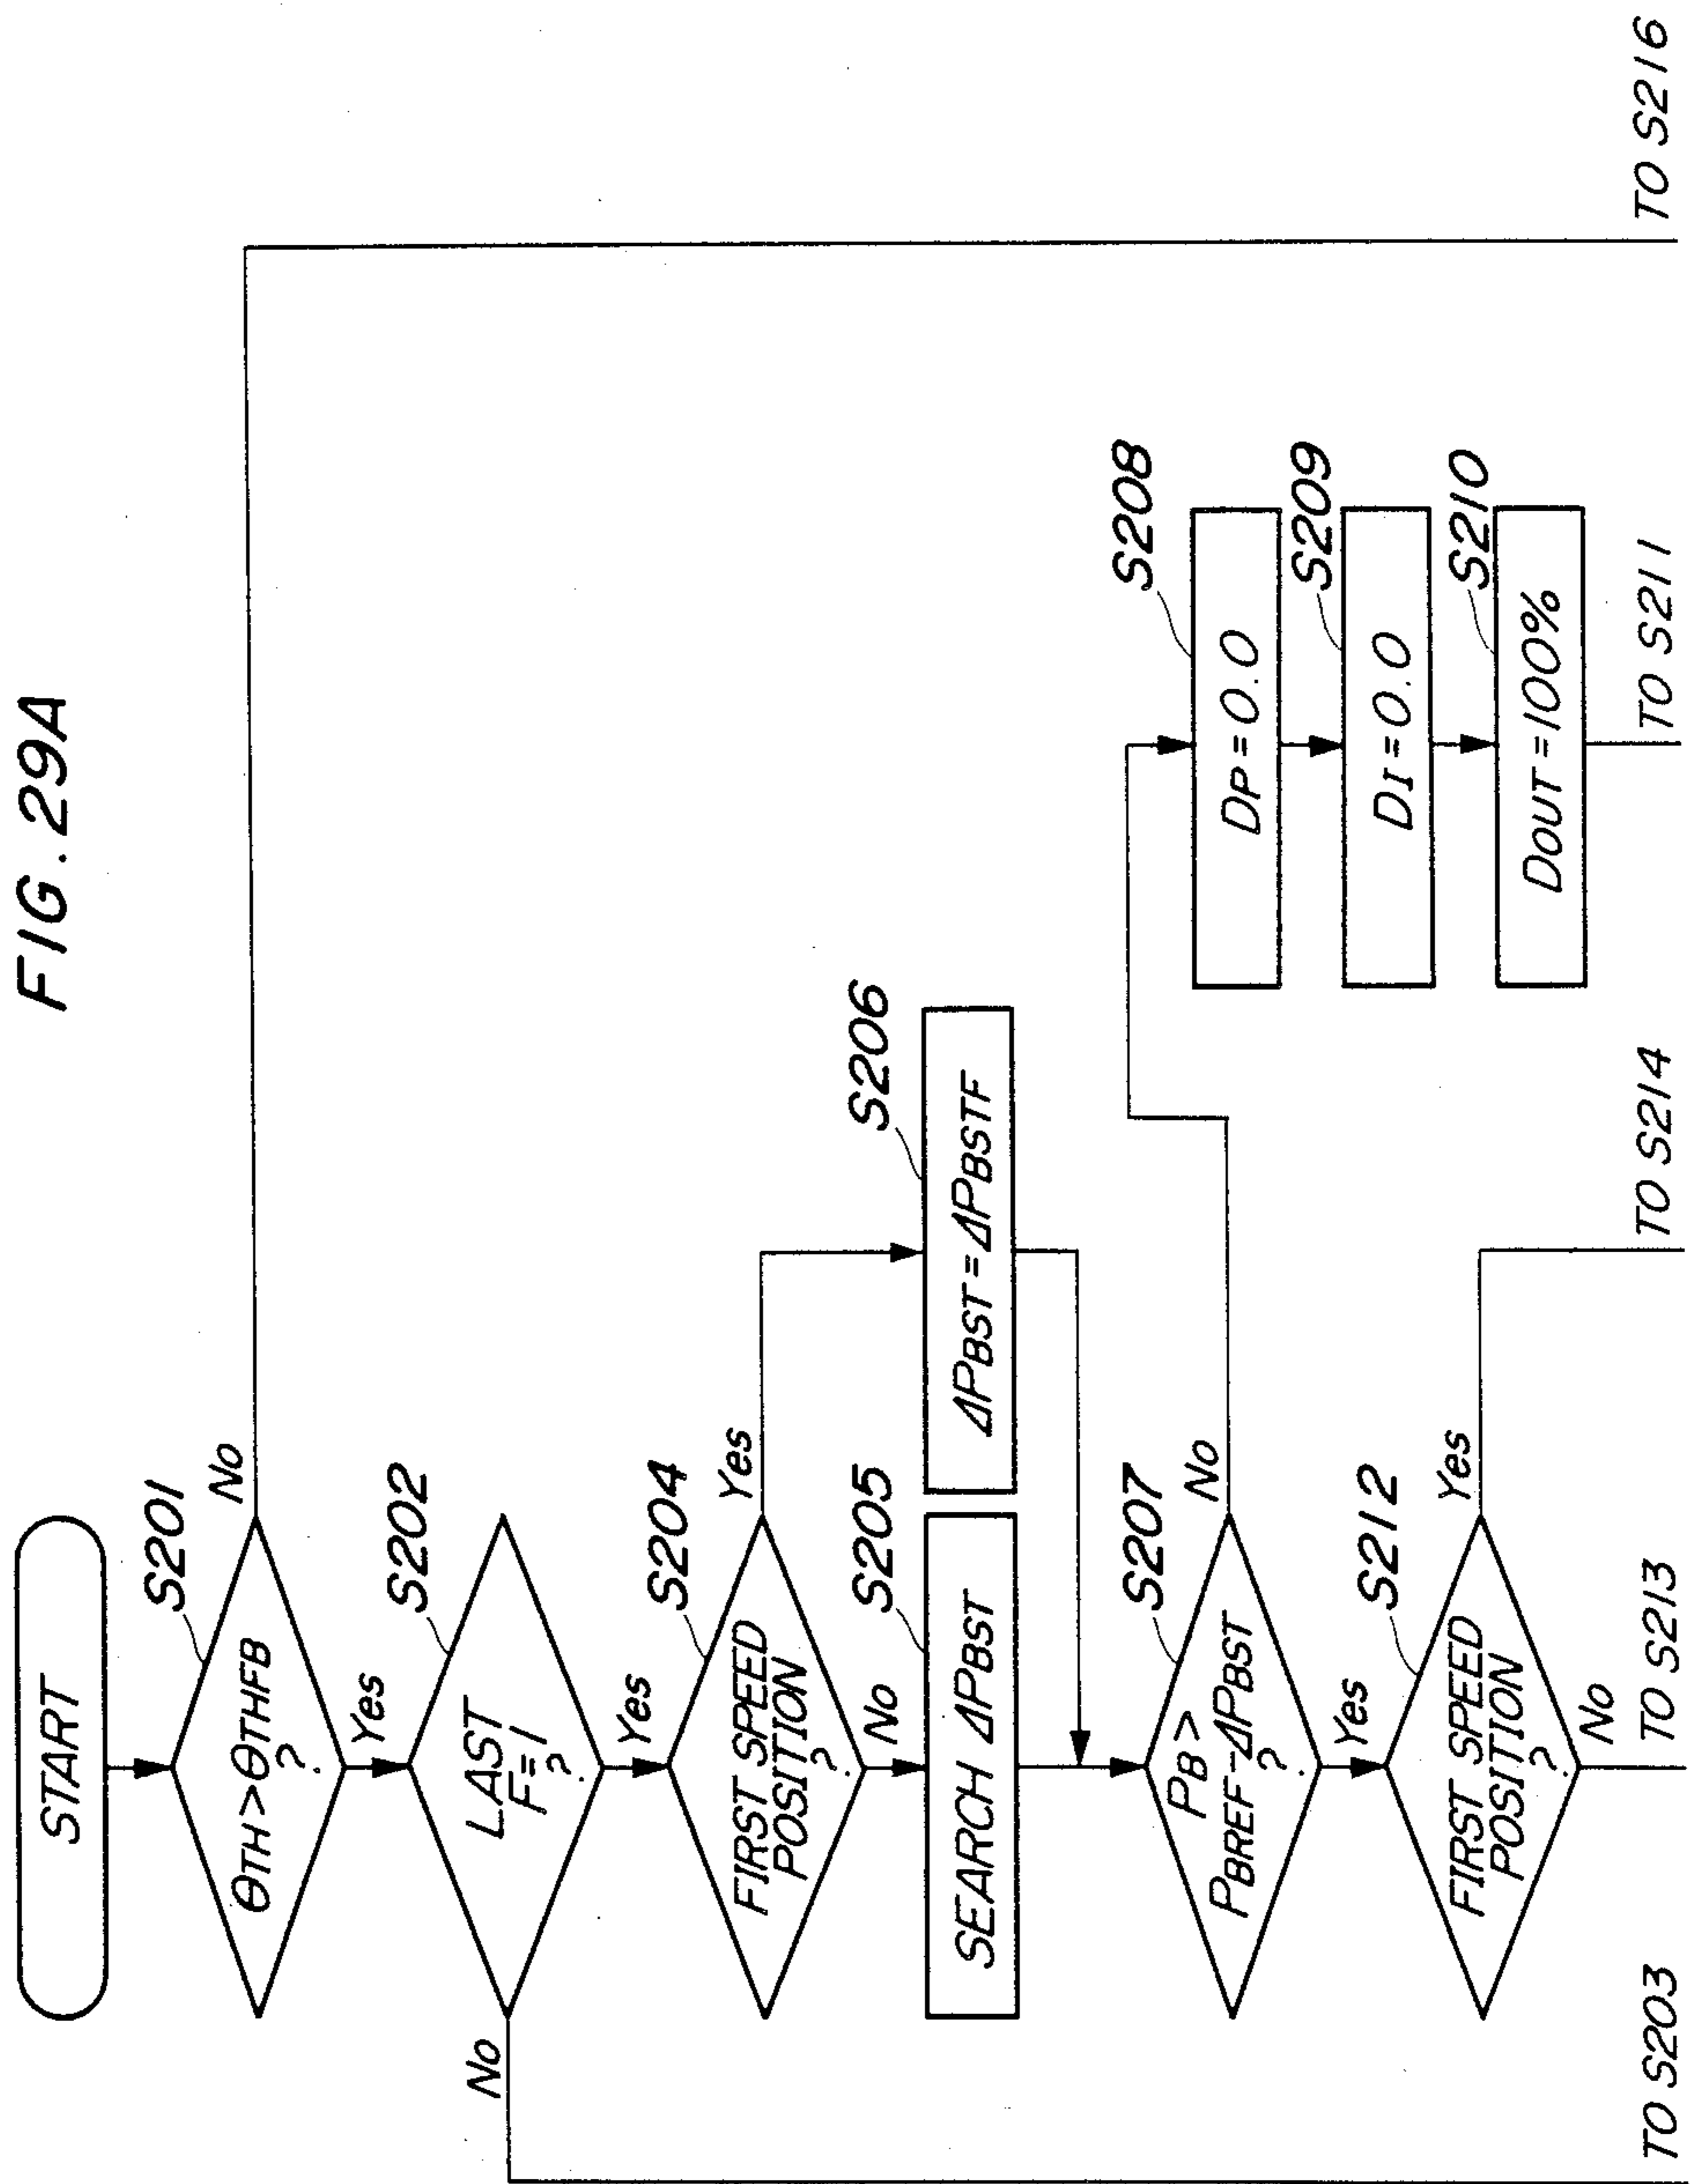 FIG. 29A
START
S201
θTH>θTHFB
?
No
Yes
S202
LAST
F=1
?
No
Yes
S204
FIRST SPEED
POSITION
?
Yes
No
S205
SEARCH ΔPBST
S206
ΔPBST=ΔPBSTF
S207
PB>
PBREF-ΔPBST
?
No
Yes
S208
DP=0.0
S209
DI=0.0
S210
DOUT=100%
S212
FIRST SPEED
POSITION
?
Yes
No
TO S203
TO S213
TO S214
TO S211
TO S216